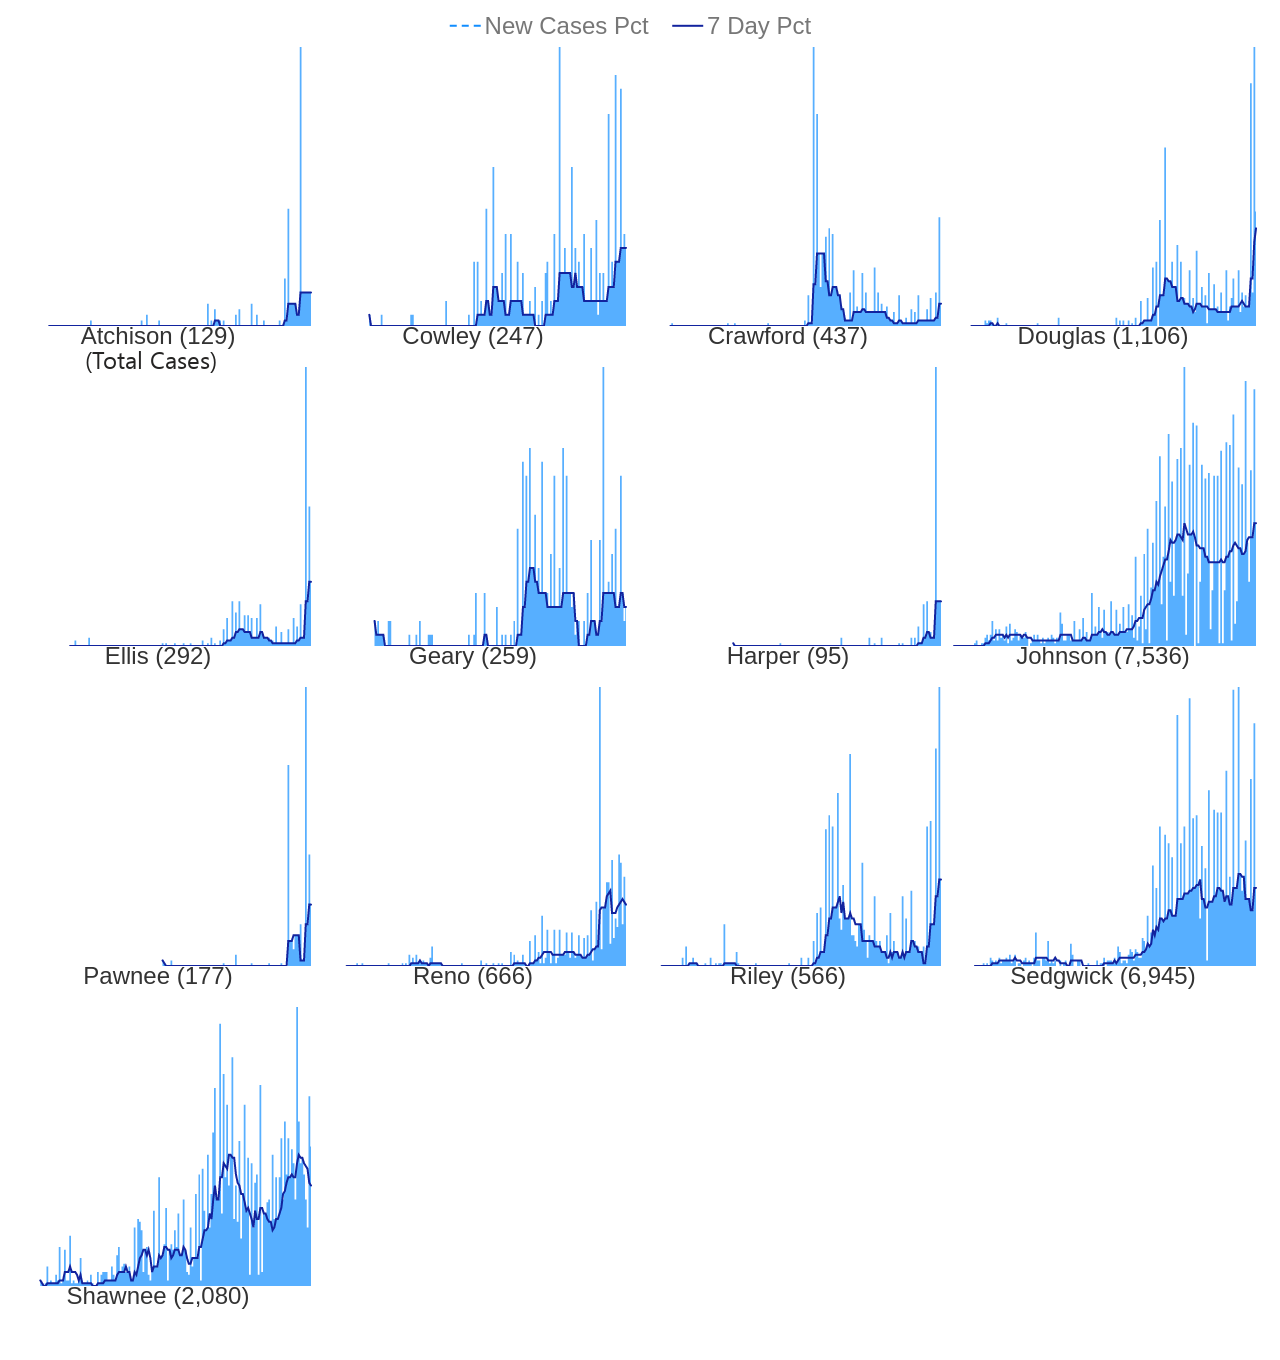 New Cases Pct 7 Day Pct
Atchison (129) Cowley (247) Crawford (437) Douglas (1,106)
(Total Cases)
Ellis (292) Geary (259) Harper (95) Johnson (7,536)
Pawnee (177) Reno (666) Riley (566) Sedgwick (6,945)
Shawnee (2,080)